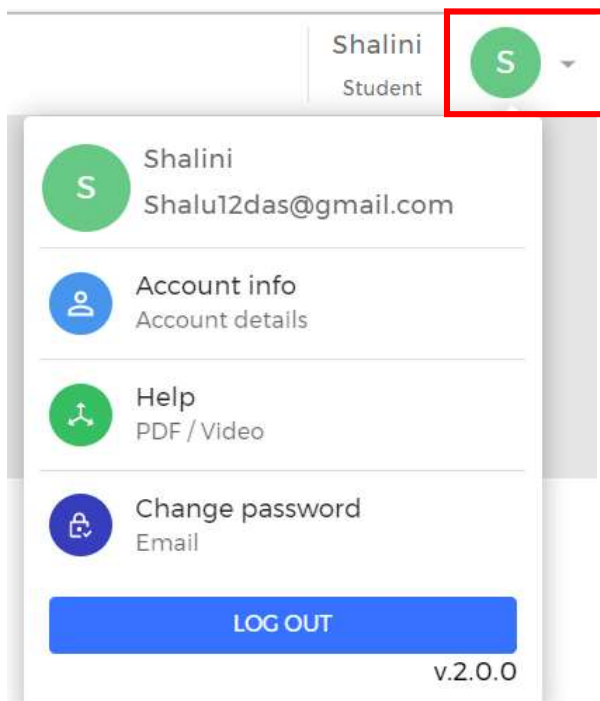 Shalini
Student
S
S
Shalini
Shalu12das@gmail.com
Account info
Account details
Help
PDF / Video
Change password
Email
LOG OUT
v.2.0.0